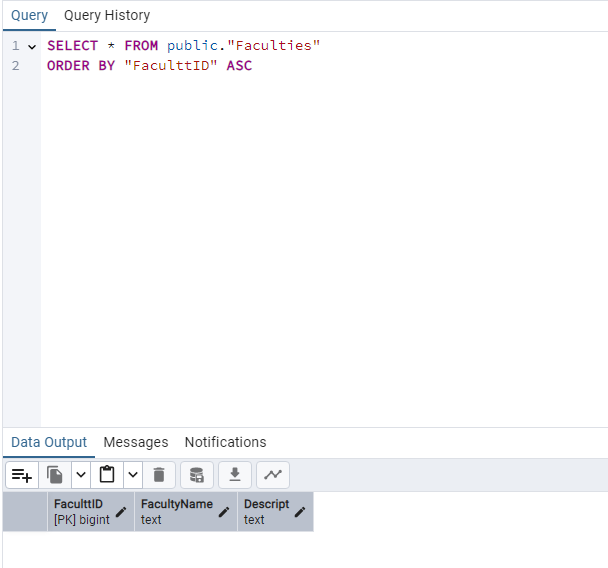 Query Query History
1 SELECT * FROM public."Faculties"
2 ORDER BY "FaculttID" ASC
Data Output Messages Notifications
FaculttID FacultyName Descript
[PK] bigint text text